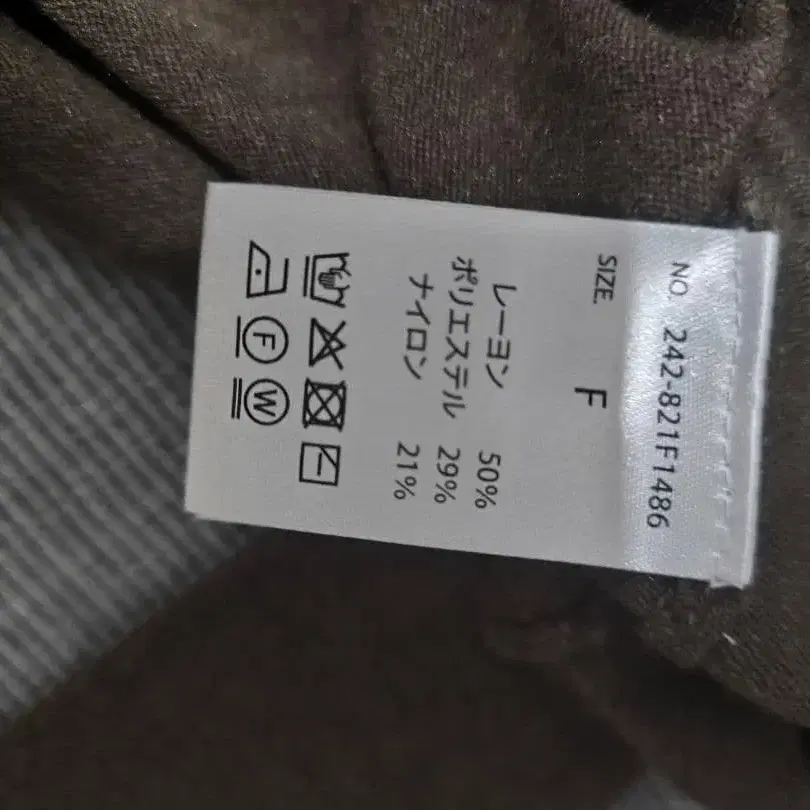 NO. 242-821F1486
SIZE. F
レーヨン 50%
ポリエステル 29%
ナイロン 21%
F W